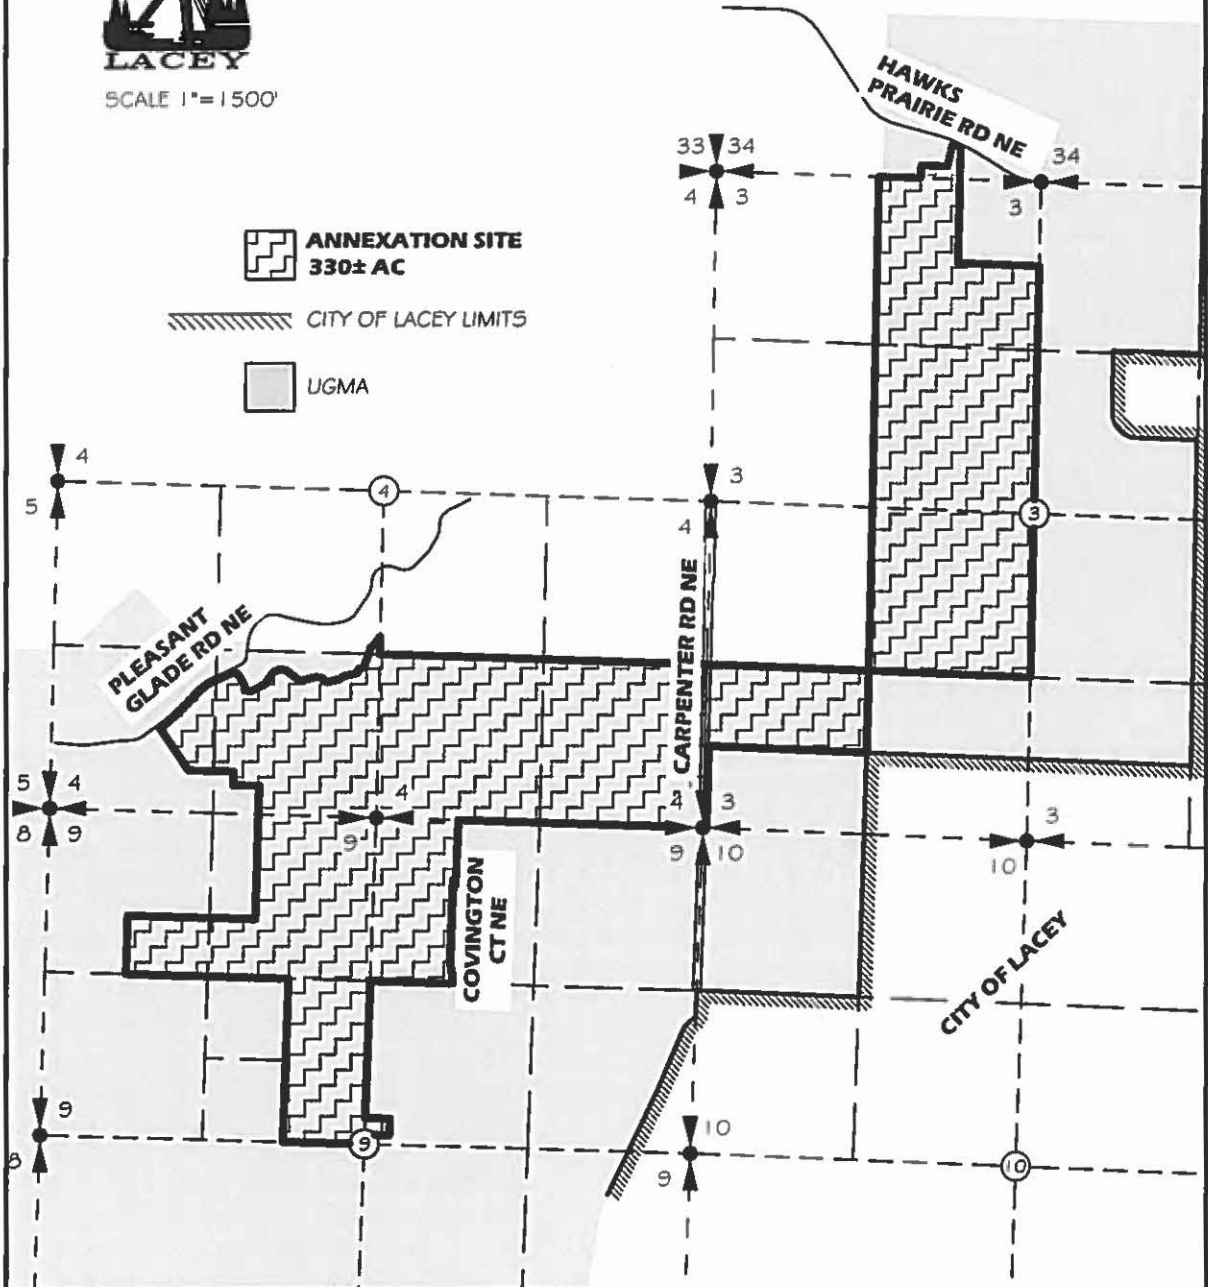 LACEY
SCALE 1"=1500'
HAWKS
PRAIRIE RD NE
33 34
4 3
34
3
ANNEXATION SITE
330± AC
CITY OF LACEY LIMITS
UGMA
4
5
4
3
4
3
CARPENTER RD NE
PLEASANT
GLADE RD NE
5 4
8 9
4
9
4 3
9 10
3
10
COVINGTON
CT NE
CITY OF LACEY
9
8
9
10
9
10